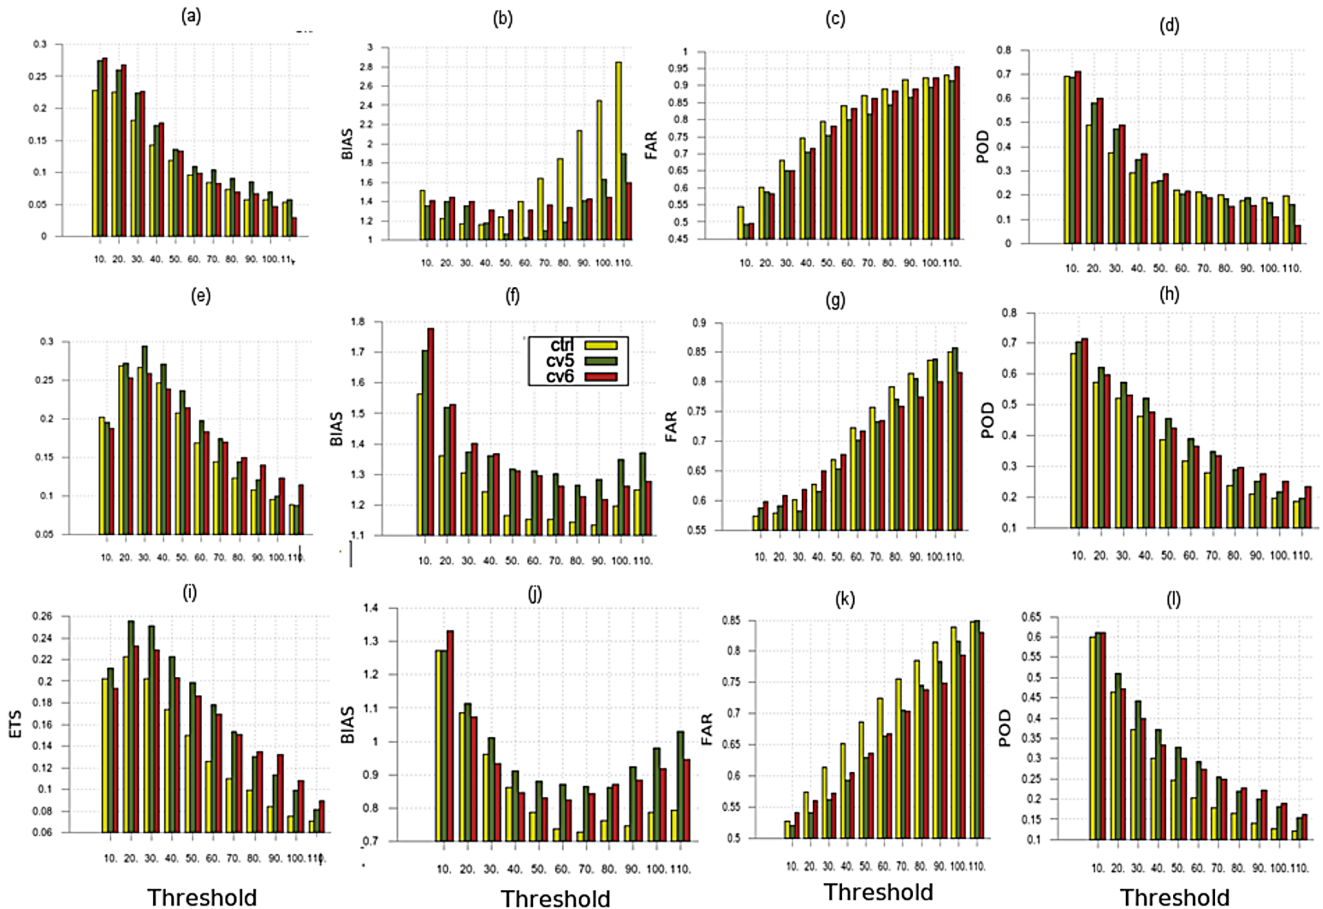 (a) (b) (c) (d)
0.3 0.25 0.2 0.15 0.1 0.05 0
10. 20. 30. 40. 50. 60. 70. 80. 90. 100.
BIAS
3 2.8 2.6 2.4 2.2 2 1.8 1.6 1.4 1.2 1
10. 20. 30. 40. 50. 60. 70. 80. 90. 100. 110.
FAR
1 0.95 0.9 0.85 0.8 0.75 0.7 0.65 0.6 0.55 0.5 0.45
10. 20. 30. 40. 50. 60. 70. 80. 90. 100. 110.
POD
0.8 0.7 0.6 0.5 0.4 0.3 0.2 0.1 0
10. 20. 30. 40. 50. 60. 70. 80. 90. 100. 110.
(e) (f) (g) (h)
0.3 0.25 0.2 0.15 0.1 0.05
10. 20. 30. 40. 50. 60. 70. 80. 90. 100. 110.
BIAS
1.8 1.7 1.6 1.5 1.4 1.3 1.2 1.1
ctrl
cv5
cv6
10. 20. 30. 40. 50. 60. 70. 80. 90. 100. 110.
FAR
0.9 0.85 0.8 0.75 0.7 0.65 0.6 0.55
10. 20. 30. 40. 50. 60. 70. 80. 90. 100. 110.
POD
0.8 0.7 0.6 0.5 0.4 0.3 0.2 0.1
10. 20. 30. 40. 50. 60. 70. 80. 90. 100. 110.
(i) (j) (k) (l)
ETS
0.26 0.24 0.22 0.2 0.18 0.16 0.14 0.12 0.1 0.08 0.06
10. 20. 30. 40. 50. 60. 70. 80. 90. 100.
Threshold
BIAS
1.4 1.3 1.2 1.1 1 0.9 0.8 0.7
10. 20. 30. 40. 50. 60. 70. 80. 90. 100. 110.
Threshold
FAR
0.85 0.8 0.75 0.7 0.65 0.6 0.55 0.5
10. 20. 30. 40. 50. 60. 70. 80. 90. 100. 110.
Threshold
POD
0.65 0.6 0.55 0.5 0.45 0.4 0.35 0.3 0.25 0.2 0.15 0.1
10. 20. 30. 40. 50. 60. 70. 80. 90. 100. 110.
Threshold